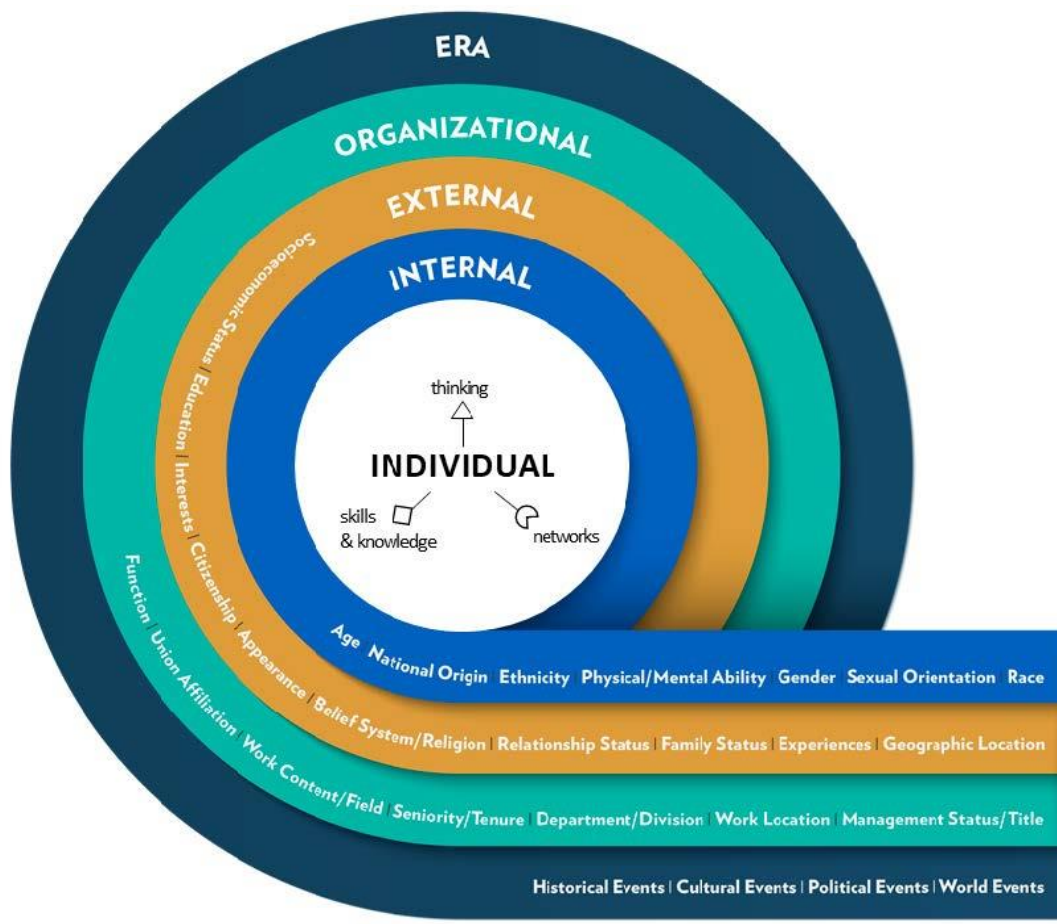 ERA
ORGANIZATIONAL
EXTERNAL
INTERNAL
thinking
INDIVIDUAL
skills
& knowledge
networks
Age | National Origin | Ethnicity | Physical/Mental Ability | Gender | Sexual Orientation | Race
Socioeconomic Status | Education | Interests | Citizenship | Appearance | Belief System/Religion | Relationship Status | Family Status | Experiences | Geographic Location
Function | Union Affiliation | Work Content/Field | Seniority/Tenure | Department/Division | Work Location | Management Status/Title
Historical Events | Cultural Events | Political Events | World Events